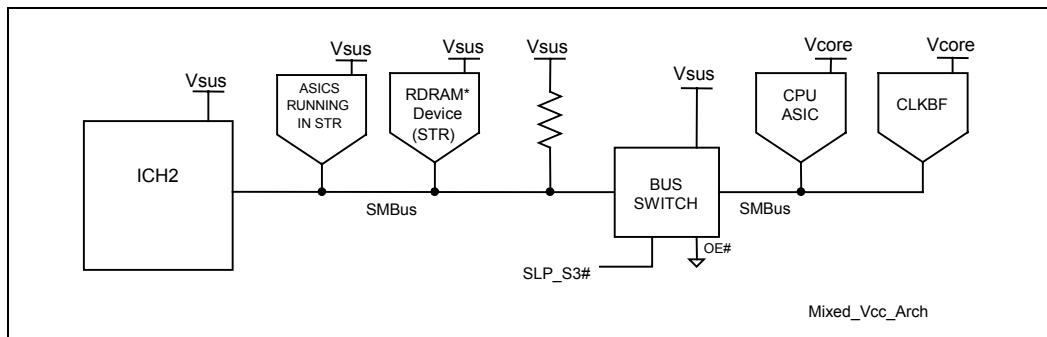 Vsus
ICH2
Vsus
ASICS
RUNNING
IN STR
Vsus
RDRAM*
Device
(STR)
Vsus
SMBus
Vsus
BUS
SWITCH
OE#
SLP_S3#
SMBus
Vcore
CPU
ASIC
Vcore
CLKBF
Mixed_Vcc_Arch